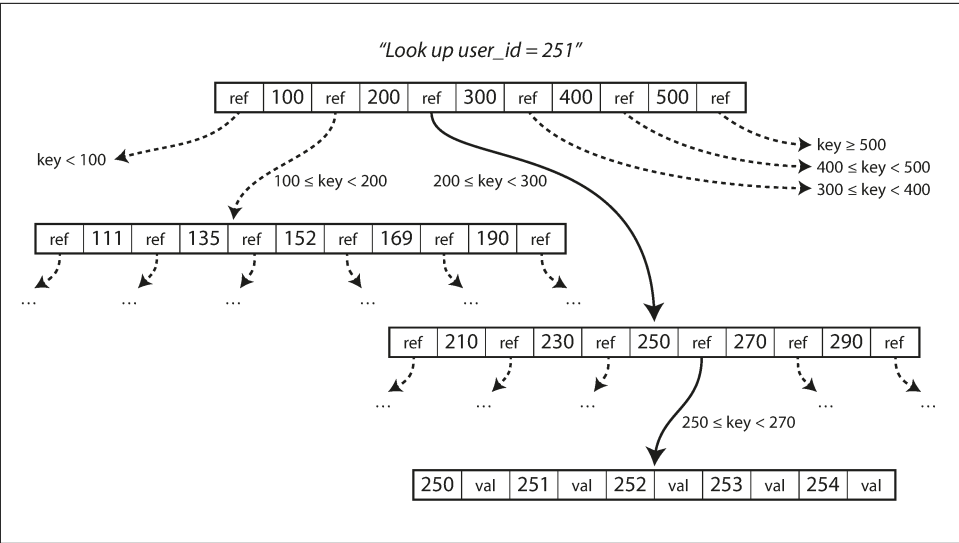 “Look up user_id = 251”
ref 100 ref 200 ref 300 ref 400 ref 500 ref
key < 100
key ≥ 500
400 ≤ key < 500
300 ≤ key < 400
100 ≤ key < 200
200 ≤ key < 300
ref 111 ref 135 ref 152 ref 169 ref 190 ref
... ... ... ... ... ...
ref 210 ref 230 ref 250 ref 270 ref 290 ref
... ... ... ... ...
250 ≤ key < 270
250 val 251 val 252 val 253 val 254 val